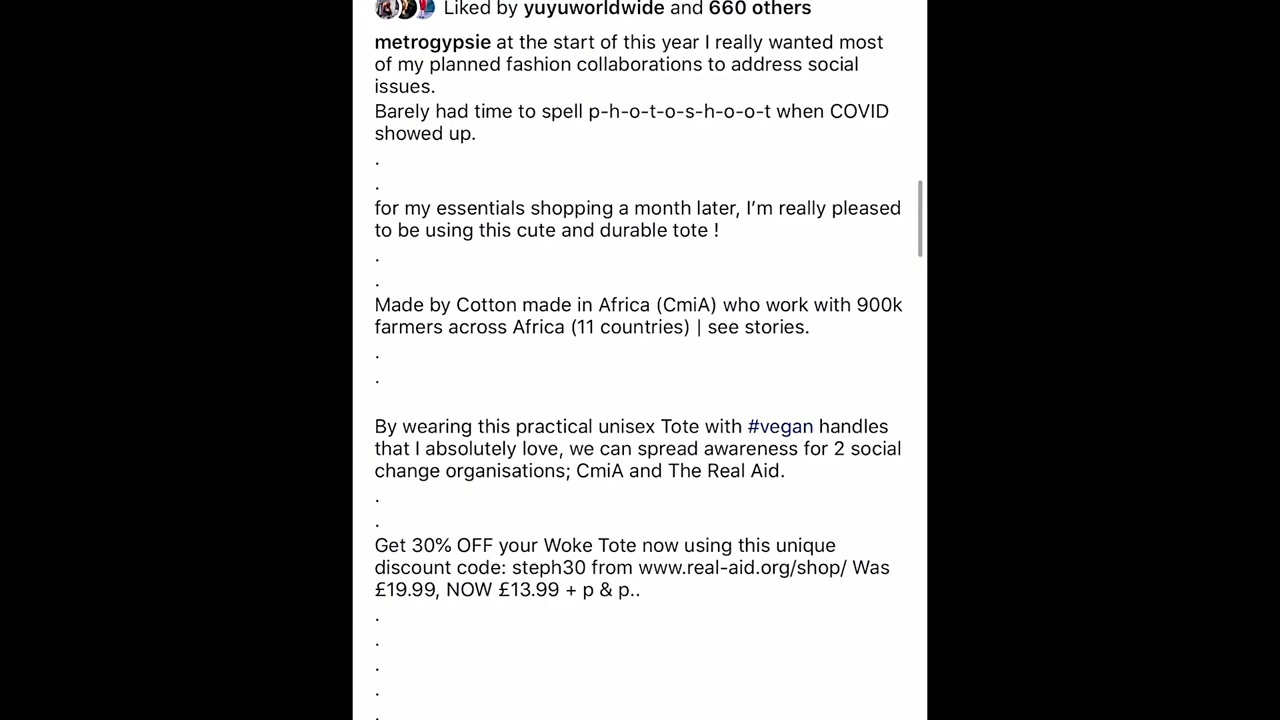 Liked by yuyuworldwide and 660 others
metrogypsie at the start of this year I really wanted most
of my planned fashion collaborations to address social
issues.
Barely had time to spell p-h-o-t-o-s-h-o-o-t when COVID
showed up.
.
.
for my essentials shopping a month later, I’m really pleased
to be using this cute and durable tote !
.
.
Made by Cotton made in Africa (CmiA) who work with 900k
farmers across Africa (11 countries) | see stories.
.
.
By wearing this practical unisex Tote with #vegan handles
that I absolutely love, we can spread awareness for 2 social
change organisations; CmiA and The Real Aid.
.
.
Get 30% OFF your Woke Tote now using this unique
discount code: steph30 from www.real-aid.org/shop/ Was
£19.99, NOW £13.99 + p & p..
.
.
.
.
.